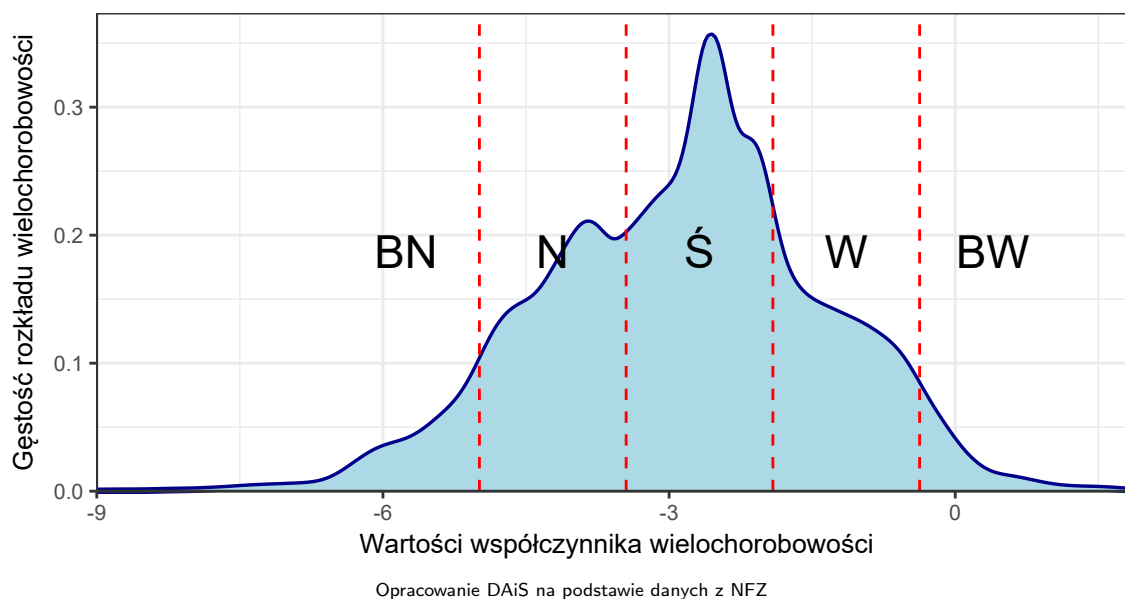 Gęstość rozkładu wielochorobowości
0.3
0.2
0.1
0.0
BN N Ś W BW
-9 -6 -3 0
Wartości współczynnika wielochorobowości
Opracowanie DAiS na podstawie danych z NFZ